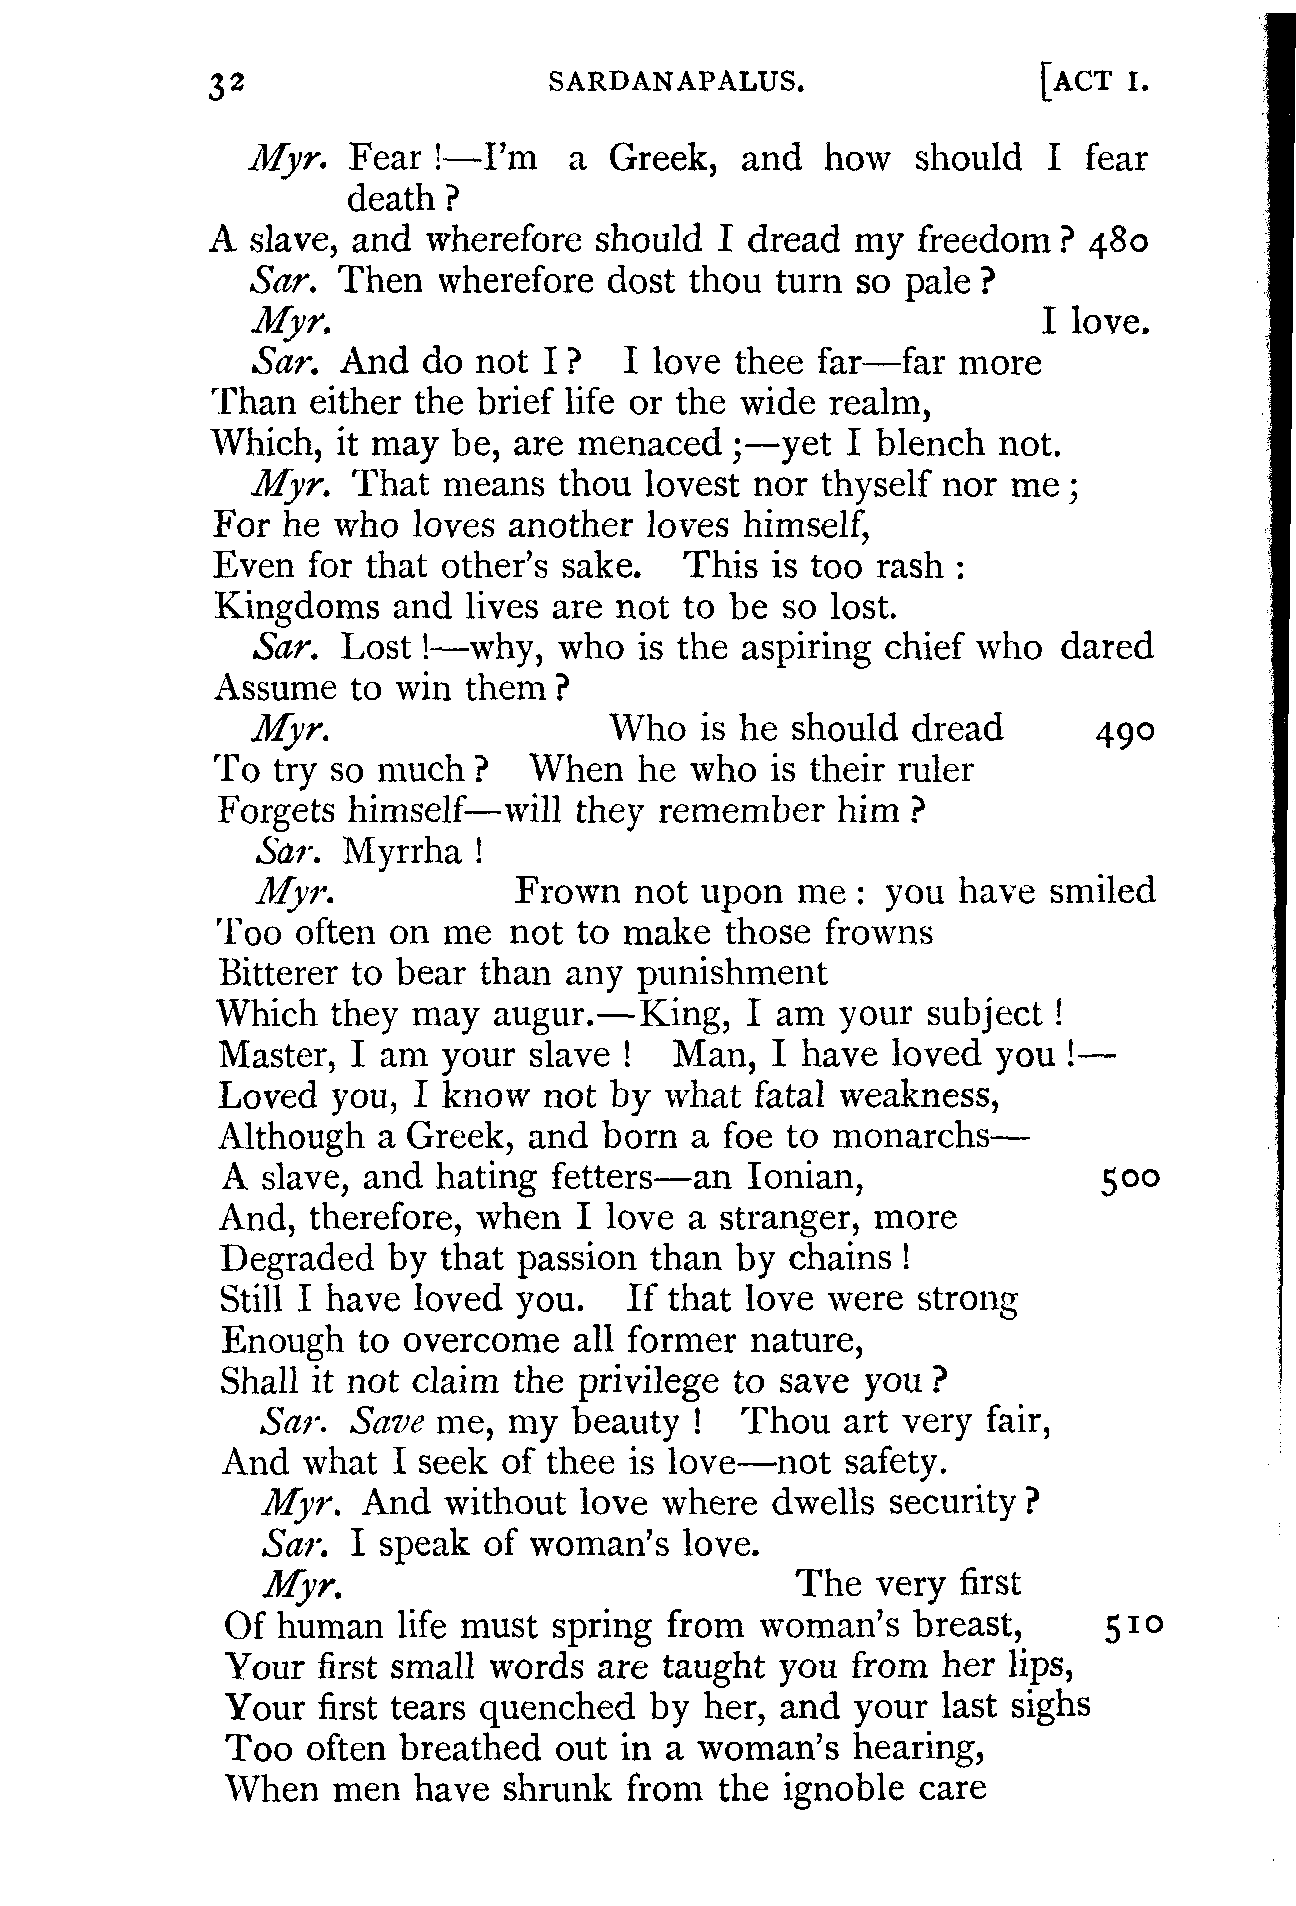 32 SARDANAPALUS. [ACT I.
Myr. Fear !—I'm a Greek, and how should I fear
death ?
A slave, and wherefore should I dread my freedom ? 480
Sar. Then wherefore dost thou turn so pale ?
Myr. I love.
Sar. And do not I ? I love thee far—far more
Than either the brief life or the wide realm,
Which, it may be, are menaced ;—yet I blench not.
Myr. That means thou lovest nor thyself nor me ;
For he who loves another loves himself,
Even for that other's sake. This is too rash :
Kingdoms and lives are not to be so lost.
Sar. Lost !—why, who is the aspiring chief who dared
Assume to win them ?
Myr. Who is he should dread 490
To try so much ? When he who is their ruler
Forgets himself—will they remember him ?
Sar. Myrrha !
Myr. Frown not upon me : you have smiled
Too often on me not to make those frowns
Bitterer to bear than any punishment
Which they may augur.—King, I am your subject !
Master, I am your slave ! Man, I have loved you !—
Loved you, I know not by what fatal weakness,
Although a Greek, and born a foe to monarchs—
A slave, and hating fetters—an Ionian, 500
And, therefore, when I love a stranger, more
Degraded by that passion than by chains !
Still I have loved you. If that love were strong
Enough to overcome all former nature,
Shall it not claim the privilege to save you ?
Sar. Save me, my beauty ! Thou art very fair,
And what I seek of thee is love—not safety.
Myr. And without love where dwells security ?
Sar. I speak of woman's love.
Myr. The very first
Of human life must spring from woman's breast, 510
Your first small words are taught you from her lips,
Your first tears quenched by her, and your last sighs
Too often breathed out in a woman's hearing,
When men have shrunk from the ignoble care